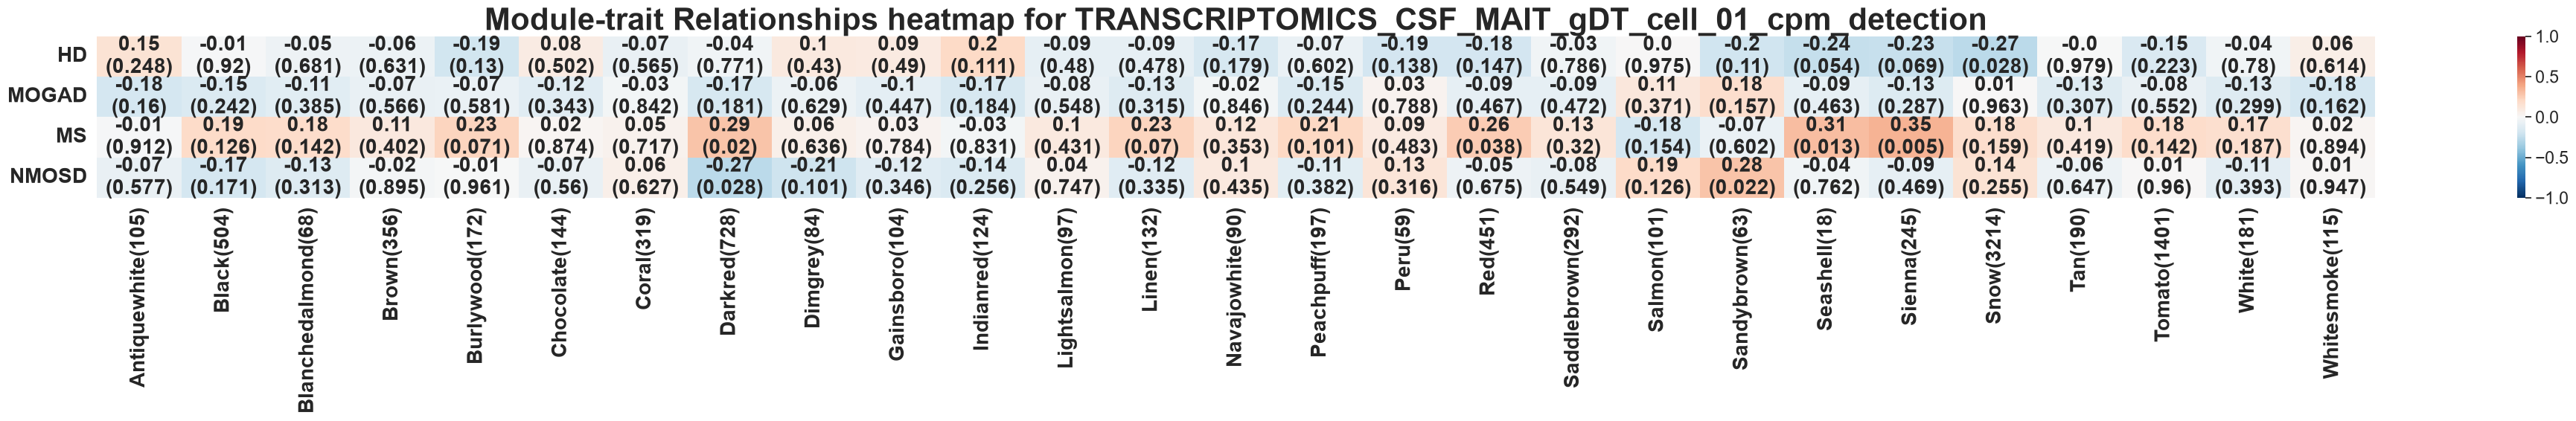 Module-trait Relationships heatmap for TRANSCRIPTOMICS_CSF_MAIT_gDT_cell_01_cpm_detection
HD 0.15 -0.01 -0.05 -0.06 -0.19 0.08 -0.07 -0.04 0.1 0.09 0.2 -0.09 -0.09 -0.17 -0.07 -0.19 -0.18 -0.03 0.0 -0.2 -0.24 -0.23 -0.27 -0.0 -0.15 -0.04 0.06
(0.248) (0.92) (0.681) (0.631) (0.13) (0.502) (0.565) (0.771) (0.43) (0.49) (0.111) (0.48) (0.478) (0.179) (0.602) (0.138) (0.147) (0.786) (0.975) (0.11) (0.054) (0.069) (0.028) (0.979) (0.223) (0.78) (0.614)
MOGAD -0.18 -0.15 -0.11 -0.07 -0.07 -0.12 -0.03 -0.17 -0.06 -0.1 -0.17 -0.08 -0.13 -0.02 -0.15 0.03 -0.09 -0.09 0.11 0.18 -0.09 -0.13 0.01 -0.13 -0.08 -0.13 -0.18
(0.16) (0.242) (0.385) (0.566) (0.581) (0.343) (0.842) (0.181) (0.629) (0.447) (0.184) (0.548) (0.315) (0.846) (0.244) (0.788) (0.467) (0.472) (0.371) (0.157) (0.463) (0.287) (0.963) (0.307) (0.552) (0.299) (0.162)
MS -0.01 0.19 0.18 0.11 0.23 0.02 0.05 0.29 0.06 0.03 -0.03 0.1 0.23 0.12 0.21 0.09 0.26 0.13 -0.18 -0.07 0.31 0.35 0.18 0.1 0.18 0.17 0.02
(0.912) (0.126) (0.142) (0.402) (0.071) (0.874) (0.717) (0.02) (0.636) (0.784) (0.831) (0.431) (0.07) (0.353) (0.101) (0.483) (0.038) (0.32) (0.154) (0.602) (0.013) (0.005) (0.159) (0.419) (0.142) (0.187) (0.894)
NMOSD -0.07 -0.17 -0.13 -0.02 -0.01 -0.07 0.06 -0.27 -0.21 -0.12 -0.14 0.04 -0.12 0.1 -0.11 0.13 -0.05 -0.08 0.19 0.28 -0.04 -0.09 0.14 -0.06 0.01 -0.11 0.01
(0.577) (0.171) (0.313) (0.895) (0.961) (0.56) (0.627) (0.028) (0.101) (0.346) (0.256) (0.747) (0.335) (0.435) (0.382) (0.316) (0.675) (0.549) (0.126) (0.022) (0.762) (0.469) (0.255) (0.647) (0.96) (0.393) (0.947)
Antiquewhite(105)
Black(504)
Blanchedalmond(68)
Brown(356)
Burlywood(172)
Chocolate(144)
Coral(319)
Darkred(728)
Dimgrey(84)
Gainsboro(104)
Indianred(124)
Lightsalmon(97)
Linen(132)
Navajowhite(90)
Peachpuff(197)
Peru(59)
Red(451)
Saddlebrown(292)
Salmon(101)
Sandybrown(63)
Seashell(18)
Sienna(245)
Snow(3214)
Tan(190)
Tomato(1401)
White(181)
Whitesmoke(115)
1.0
0.5
0.0
−0.5
−1.0